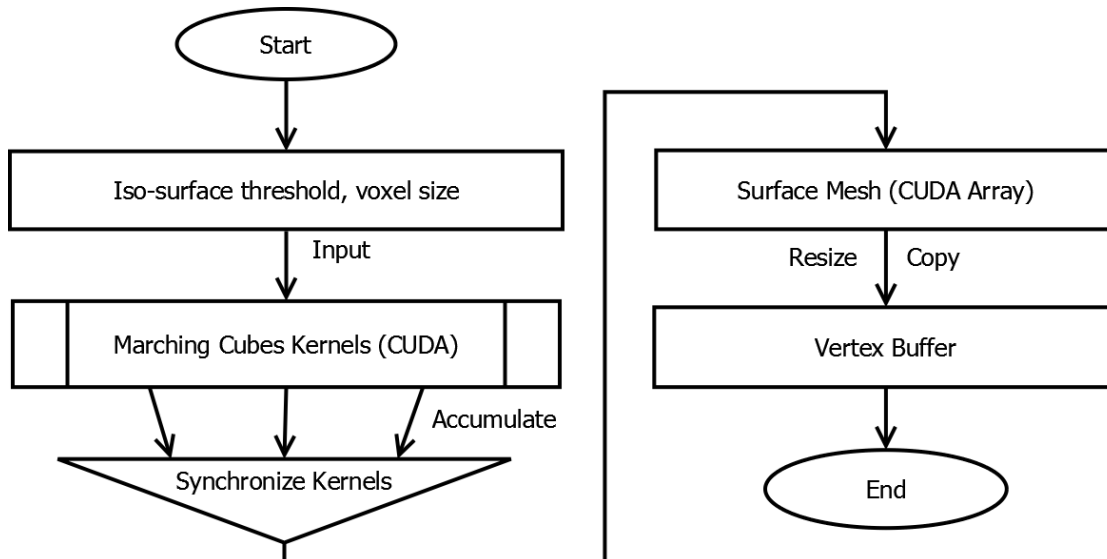 Start
Iso-surface threshold, voxel size
Input
Marching Cubes Kernels (CUDA)
Accumulate
Synchronize Kernels
Surface Mesh (CUDA Array)
Resize Copy
Vertex Buffer
End